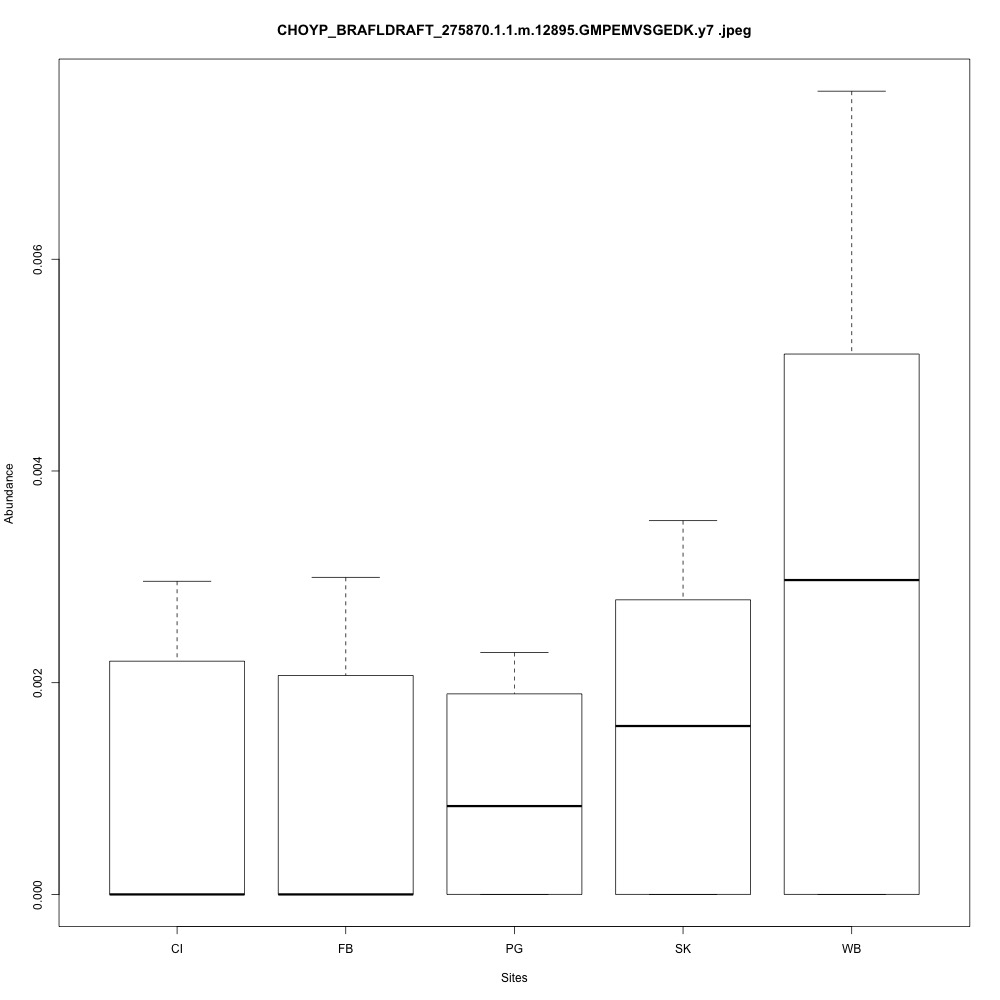 CHOYP_BRAFLDRAFT_275870.1.1.m.12895.GMPEMVSGEDK.y7 .jpeg
Abundance
0.006
0.004
0.002
0.000
CI FB PG SK WB
Sites